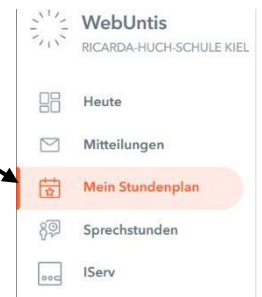 WebUntis
RICARDA-HUCH-SCHULE KIEL
Heute
Mitteilungen
Mein Stundenplan
Sprechstunden
IServ